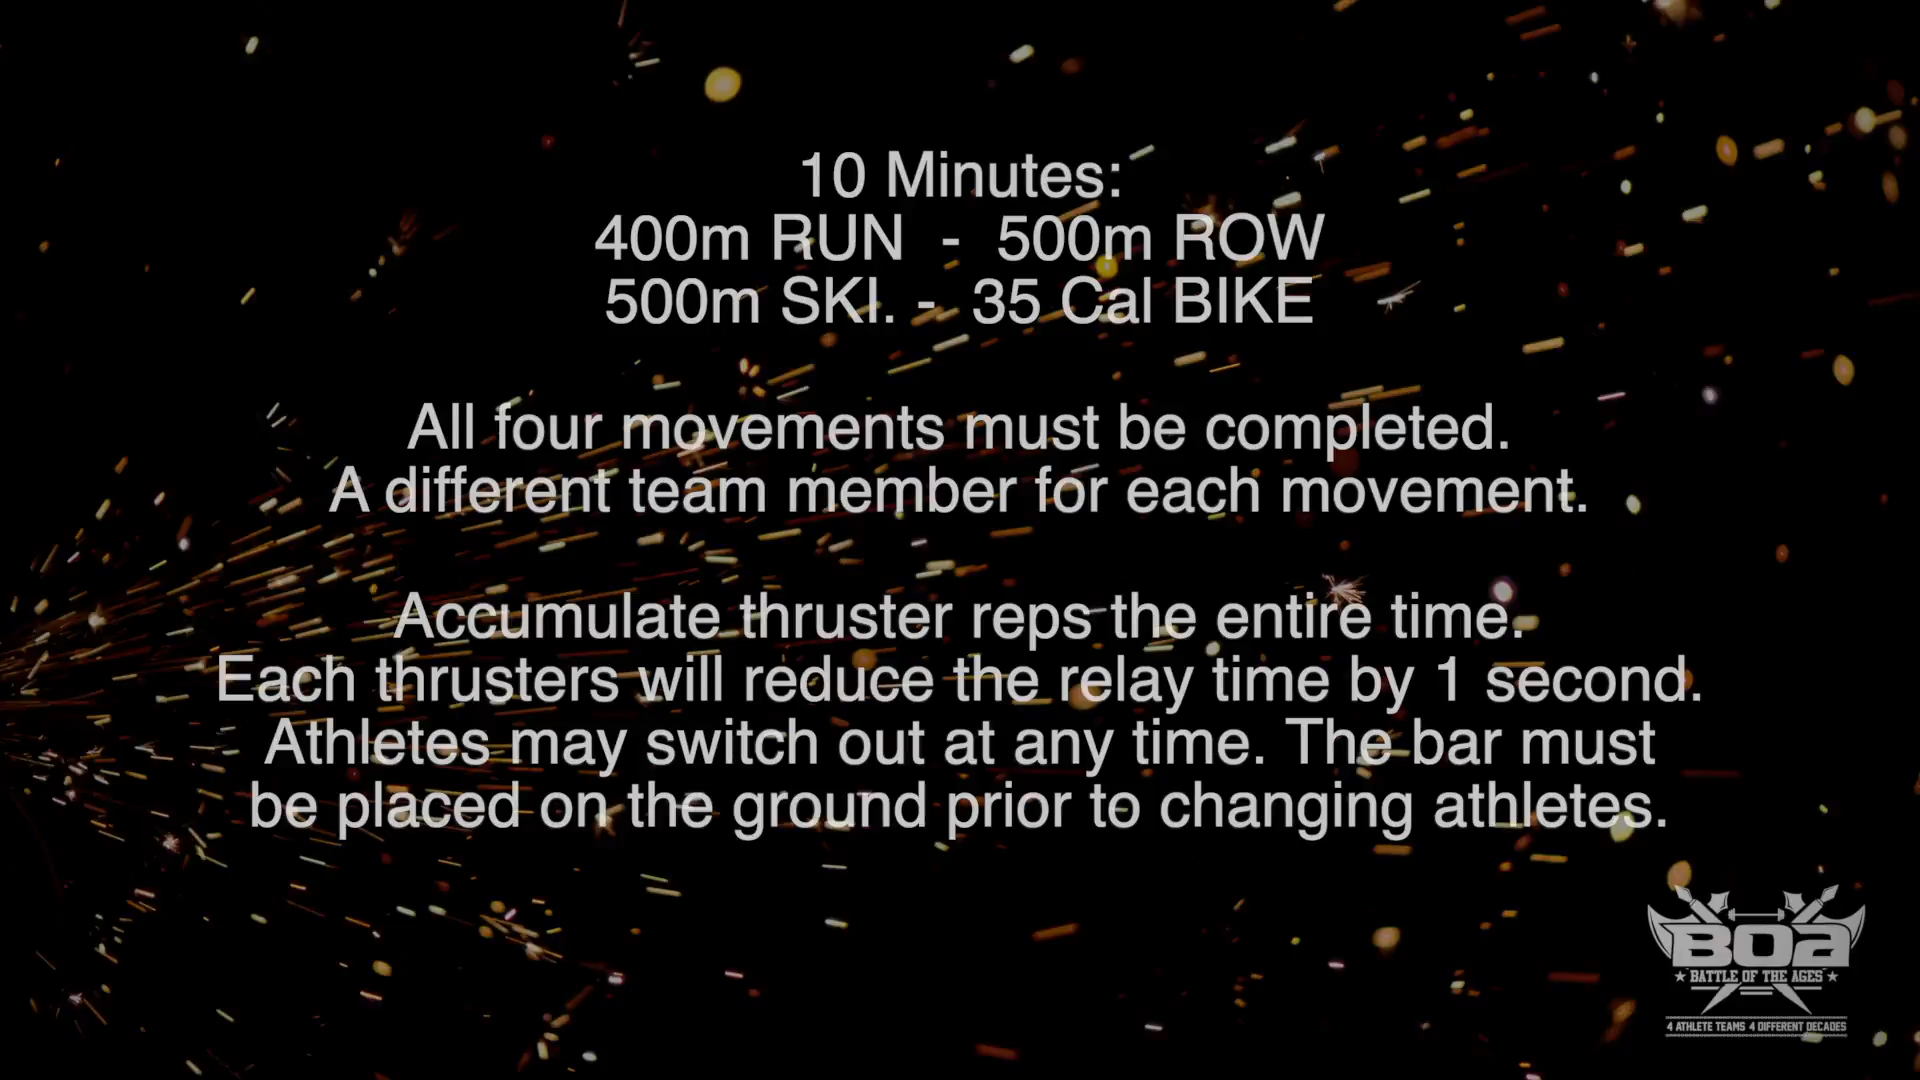 10 Minutes:
400m RUN - 500m ROW
500m SKI. - 35 Cal BIKE
All four movements must be completed.
A different team member for each movement.
Accumulate thruster reps the entire time.
Each thrusters will reduce the relay time by 1 second.
Athletes may switch out at any time. The bar must
be placed on the ground prior to changing athletes.
BOA
BATTLE OF THE AGES
4 ATHLETE TEAMS 4 DIFFERENT DECADES